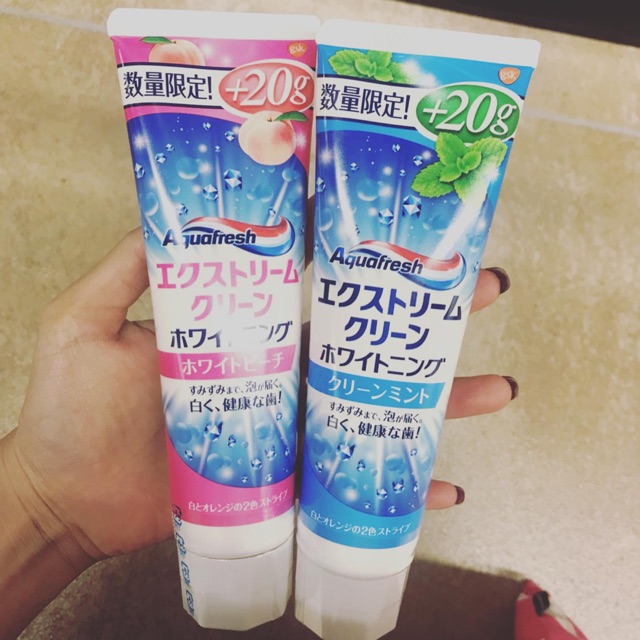 gsk
数量限定!
+20g
Aquafresh
エクストリーム
クリーン
ホワイトニング
ホワイトピーチ
すみずみまで、泡が届く。
白く、健康な歯!
白とオレンジの2色ストライプ
gsk
数量限定!
+20g
Aquafresh
エクストリーム
クリーン
ホワイトニング
クリーンミント
すみずみまで、泡が届く。
白く、健康な歯!
白とオレンジの2色ストライプ